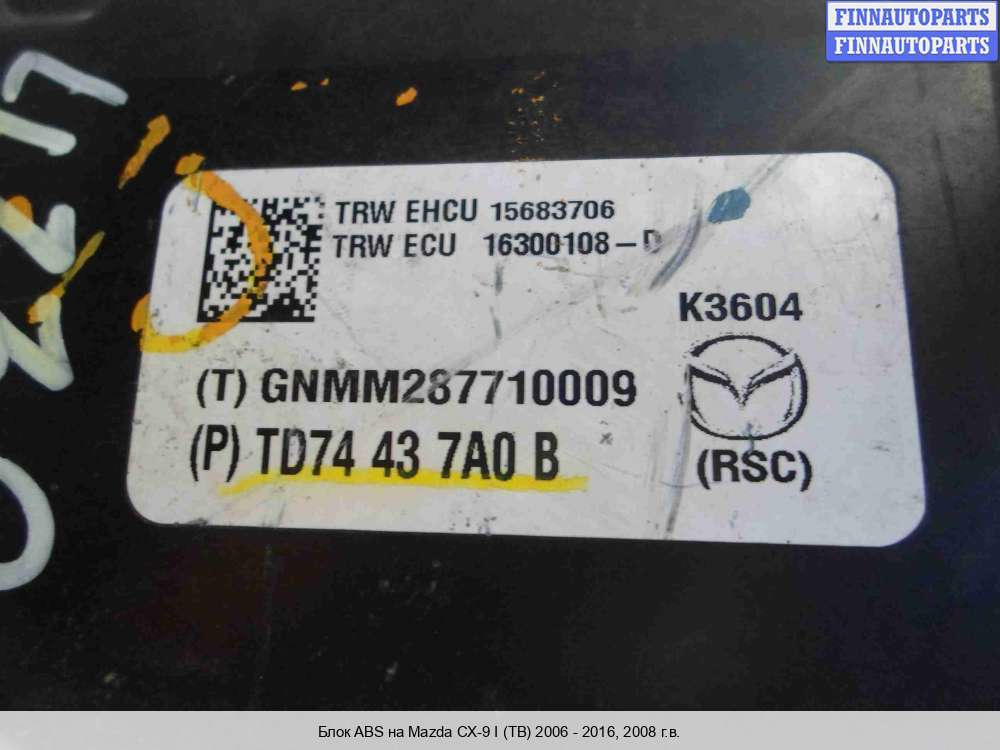 FINNAUTOPARTS
FINNAUTOPARTS
TRW EHCU 15683706
TRW ECU 16300108-D
K3604
(T) GNMM287710009
(P) TD74 43 7A0 B
(RSC)
Блок ABS на Mazda CX-9 I (TB) 2006 - 2016, 2008 г.в.